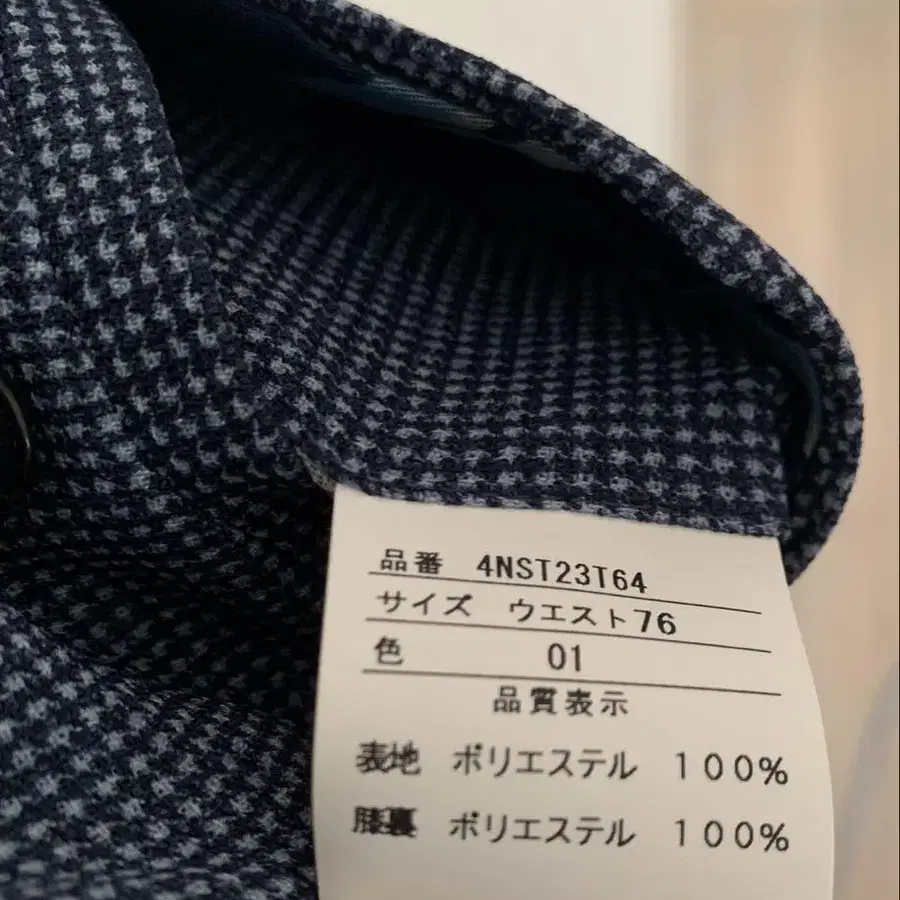 品番 4NST23T64
サイズ ウエスト76
色 01
品質表示
表地 ポリエステル 100%
膝裏 ポリエステル 100%